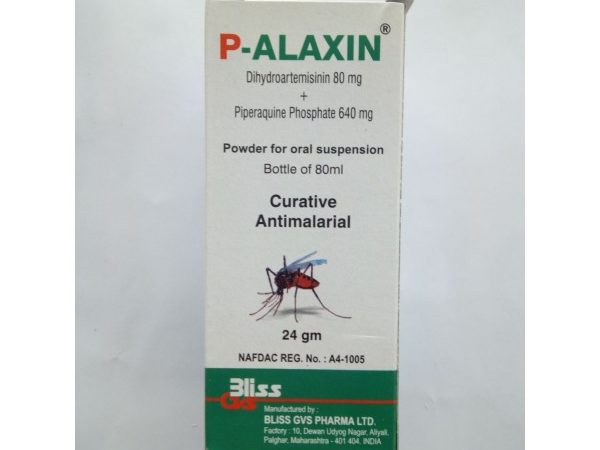 P-ALAXIN®
Dihydroartemisinin 80 mg
+
Piperaquine Phosphate 640 mg
Powder for oral suspension
Bottle of 80ml
Curative
Antimalarial
24 gm
NAFDAC REG. No. : A4-1005
Bliss
GVS
Manufactured by :
BLISS GVS PHARMA LTD.
Factory : 10, Dewan Udyog Nagar, Aliyali,
Palghar, Maharashtra - 401 404. INDIA